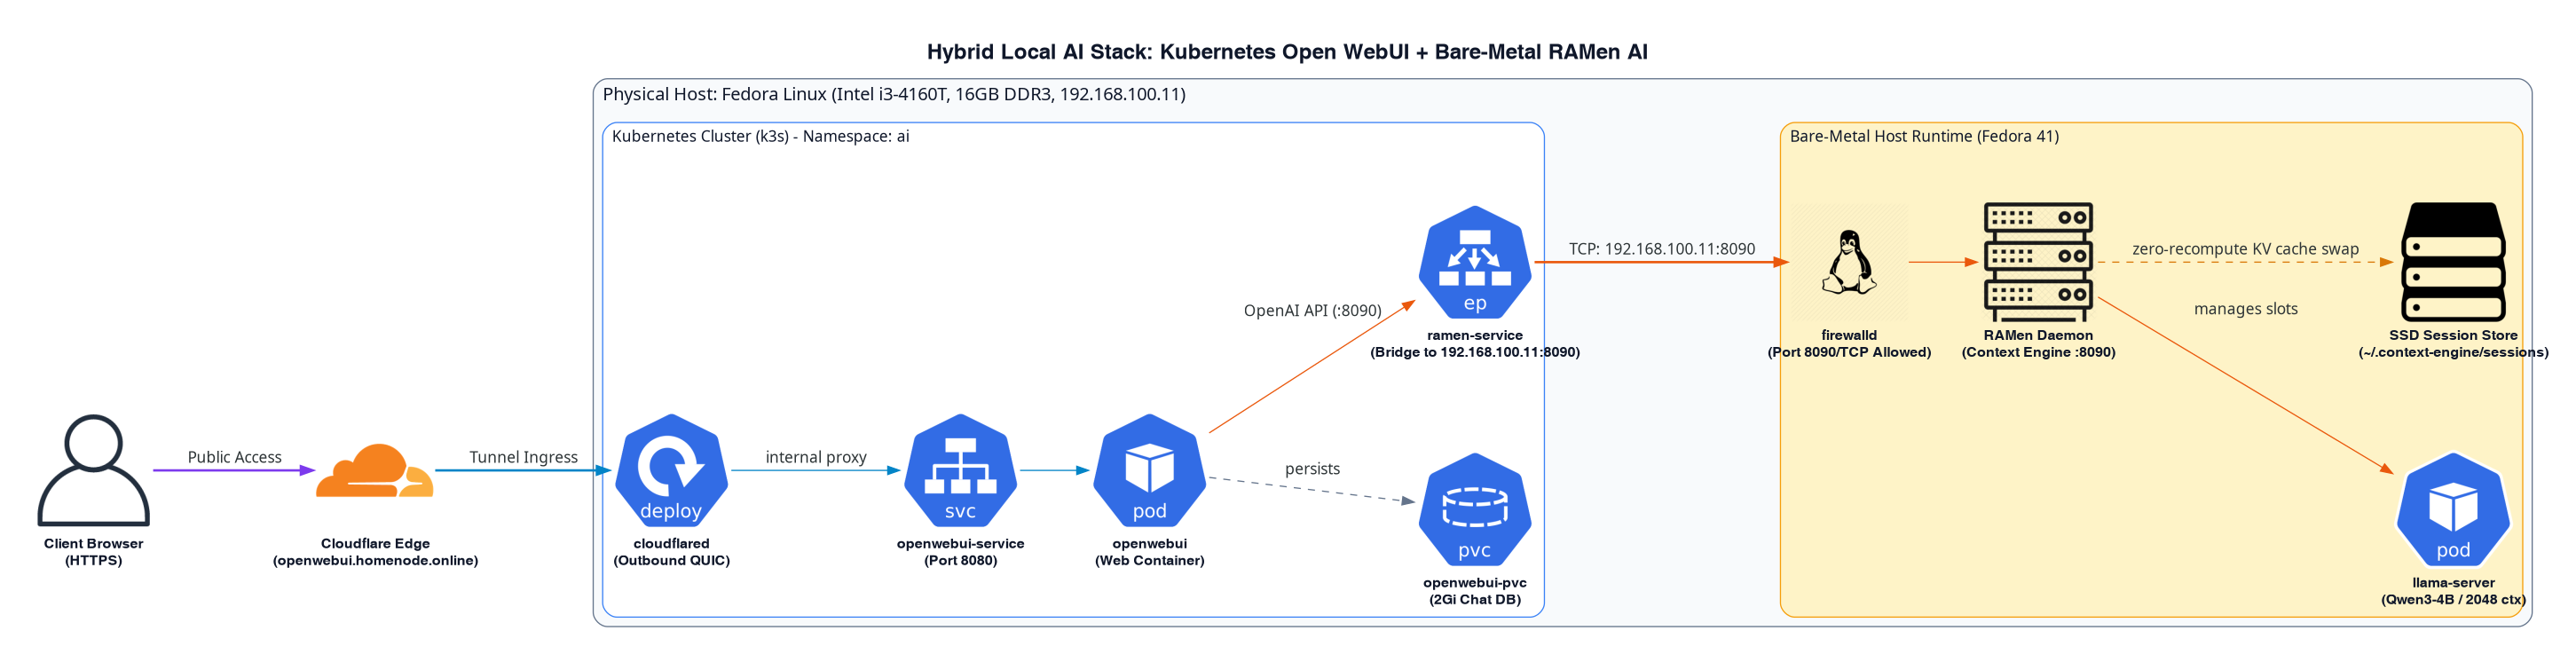 Hybrid Local AI Stack: Kubernetes Open WebUI + Bare-Metal RAMen AI
Physical Host: Fedora Linux (Intel i3-4160T, 16GB DDR3, 192.168.100.11)
Kubernetes Cluster (k3s) - Namespace: ai
Bare-Metal Host Runtime (Fedora 41)
Client Browser
(HTTPS)
Public Access
Cloudflare Edge
(openwebui.homenode.online)
Tunnel Ingress
deploy
cloudflared
(Outbound QUIC)
internal proxy
svc
openwebui-service
(Port 8080)
pod
openwebui
(Web Container)
OpenAI API (:8090)
persists
ep
ramen-service
(Bridge to 192.168.100.11:8090)
pvc
openwebui-pvc
(2Gi Chat DB)
TCP: 192.168.100.11:8090
firewalld
(Port 8090/TCP Allowed)
RAMen Daemon
(Context Engine :8090)
zero-recompute KV cache swap
manages slots
SSD Session Store
(~/.context-engine/sessions)
pod
llama-server
(Qwen3-4B / 2048 ctx)